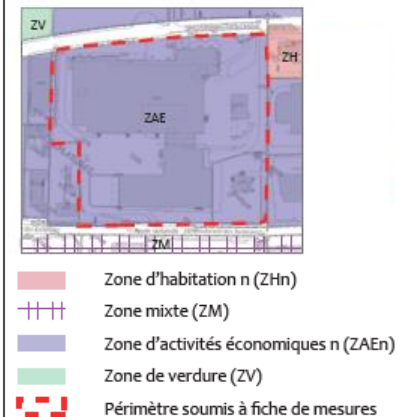 ZV
ZH
ZAE
ZM
Zone d'habitation n (ZHn)
Zone mixte (ZM)
Zone d'activités économiques n (ZAEn)
Zone de verdure (ZV)
Périmètre soumis à fiche de mesures